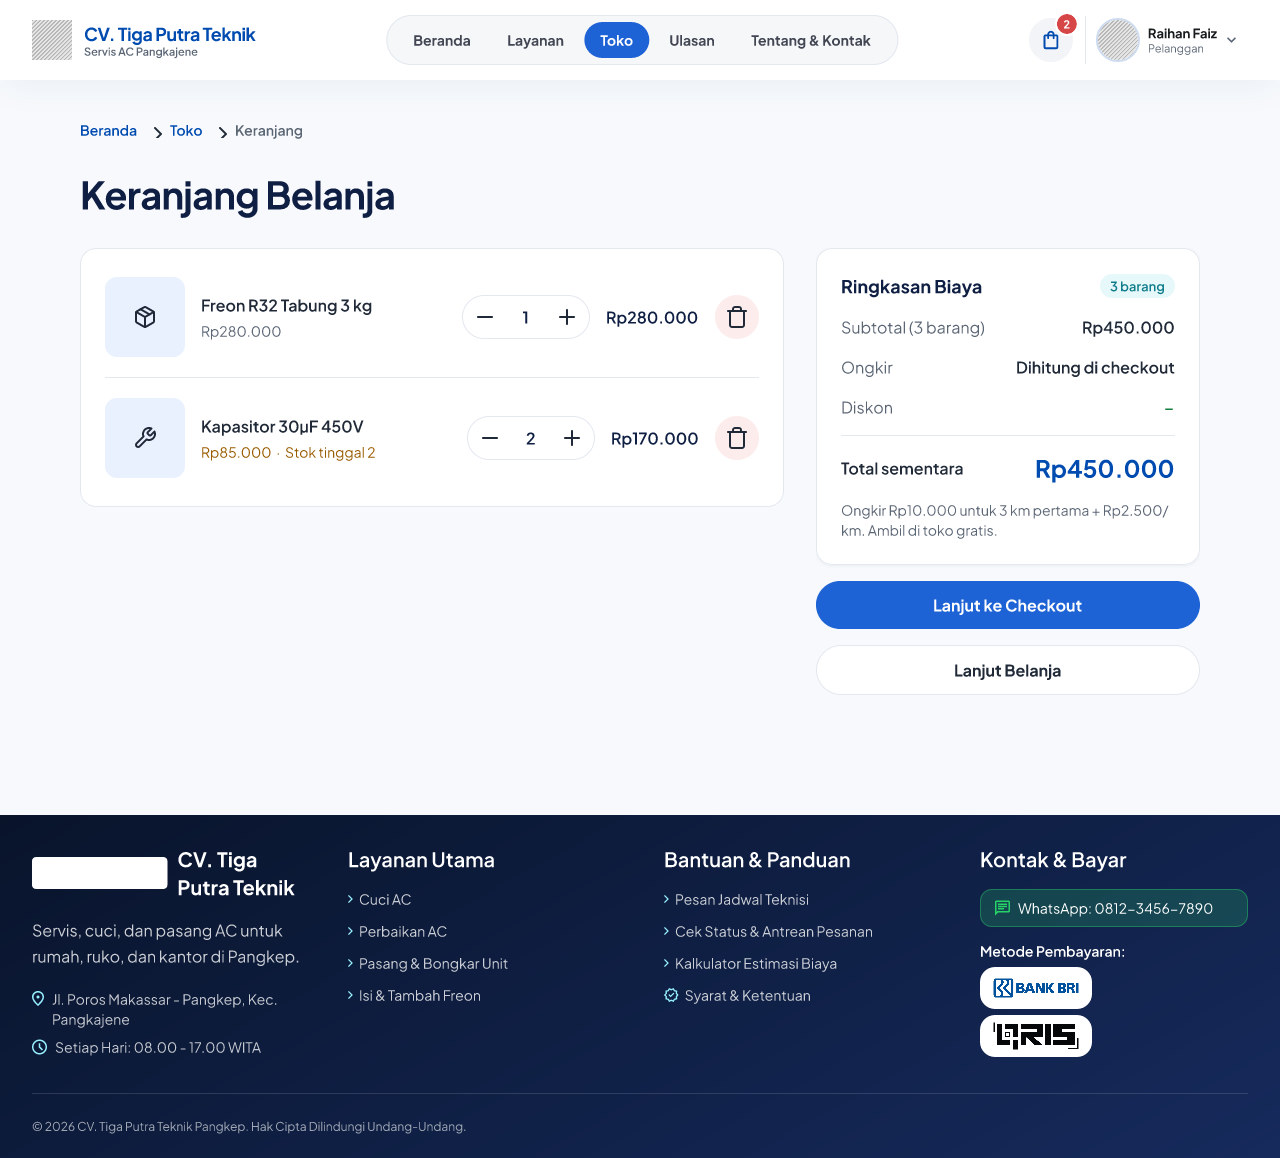 CV. Tiga Putra Teknik
Servis AC Pangkajene
Beranda
Layanan
Toko
Ulasan
Tentang & Kontak
2
Raihan Faiz
Pelanggan
Beranda
Toko
Keranjang
Keranjang Belanja
Freon R32 Tabung 3 kg
Rp280.000
1
Rp280.000
Kapasitor 30µF 450V
Rp85.000 · Stok tinggal 2
2
Rp170.000
Ringkasan Biaya
3 barang
Subtotal (3 barang)
Rp450.000
Ongkir
Dihitung di checkout
Diskon
–
Total sementara
Rp450.000
Ongkir Rp10.000 untuk 3 km pertama + Rp2.500/
km. Ambil di toko gratis.
Lanjut ke Checkout
Lanjut Belanja
CV. Tiga
Putra Teknik
Servis, cuci, dan pasang AC untuk
rumah, ruko, dan kantor di Pangkep.
Jl. Poros Makassar - Pangkep, Kec.
Pangkajene
Setiap Hari: 08.00 - 17.00 WITA
Layanan Utama
Cuci AC
Perbaikan AC
Pasang & Bongkar Unit
Isi & Tambah Freon
Bantuan & Panduan
Pesan Jadwal Teknisi
Cek Status & Antrean Pesanan
Kalkulator Estimasi Biaya
Syarat & Ketentuan
Kontak & Bayar
WhatsApp: 0812-3456-7890
Metode Pembayaran:
BANK BRI
QRIS
© 2026 CV. Tiga Putra Teknik Pangkep. Hak Cipta Dilindungi Undang-Undang.